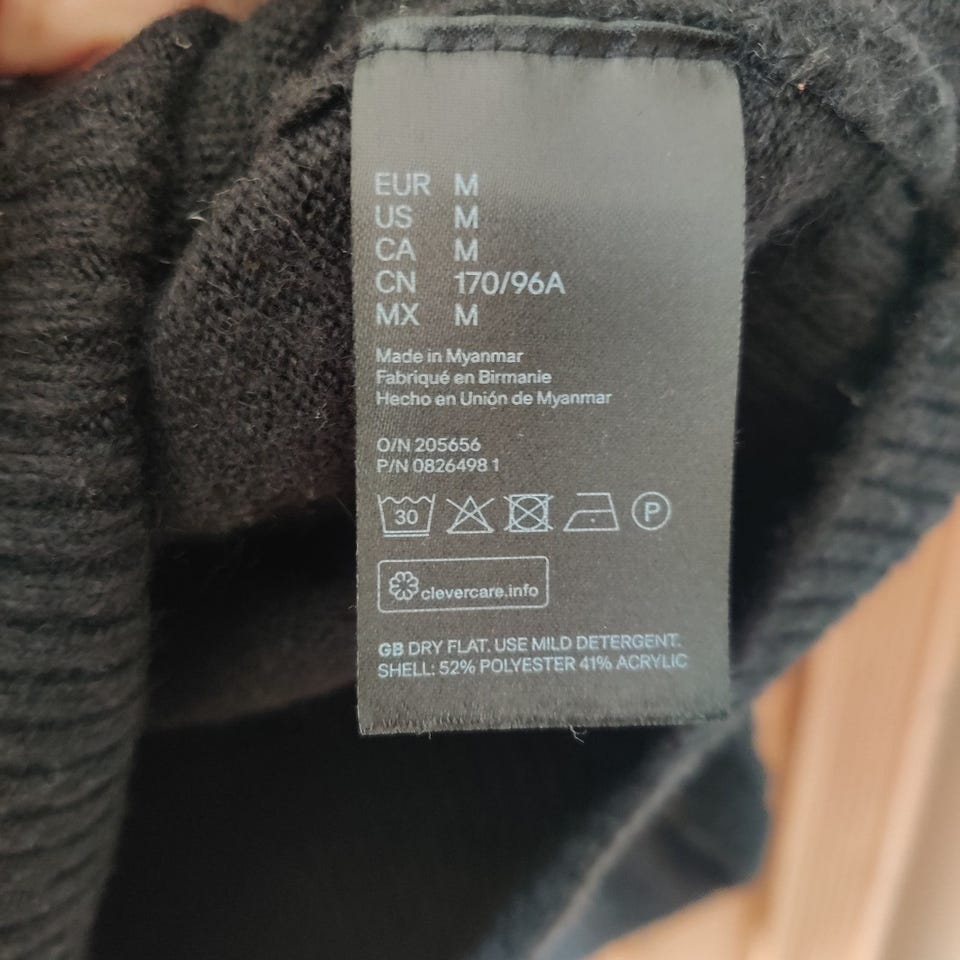 EUR M
US M
CA M
CN 170/96A
MX M
Made in Myanmar
Fabriqué en Birmanie
Hecho en Unión de Myanmar
O/N 205656
P/N 0826498 1
30 P
clevercare.info
GB DRY FLAT. USE MILD DETERGENT.
SHELL: 52% POLYESTER 41% ACRYLIC